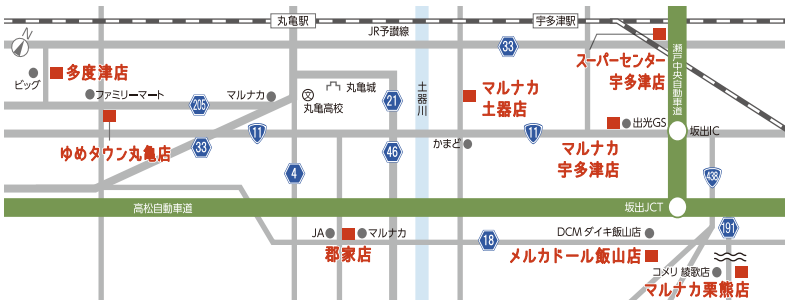 丸亀駅
宇多津駅
JR予讃線
N
33
スーパーセンター
宇多津店
瀬戸中央自動車道
ビッグ
多度津店
ファミリーマート
205
マルナカ
文
丸亀高校
丸亀城
21
土器川
マルナカ
土器店
出光GS
坂出IC
ゆめタウン丸亀店
33
11
46
かまど
11
マルナカ
宇多津店
4
438
高松自動車道
坂出JCT
JA
マルナカ
郡家店
18
DCMダイキ飯山店
メルカドール飯山店
191
コメリ 綾歌店
マルナカ栗熊店